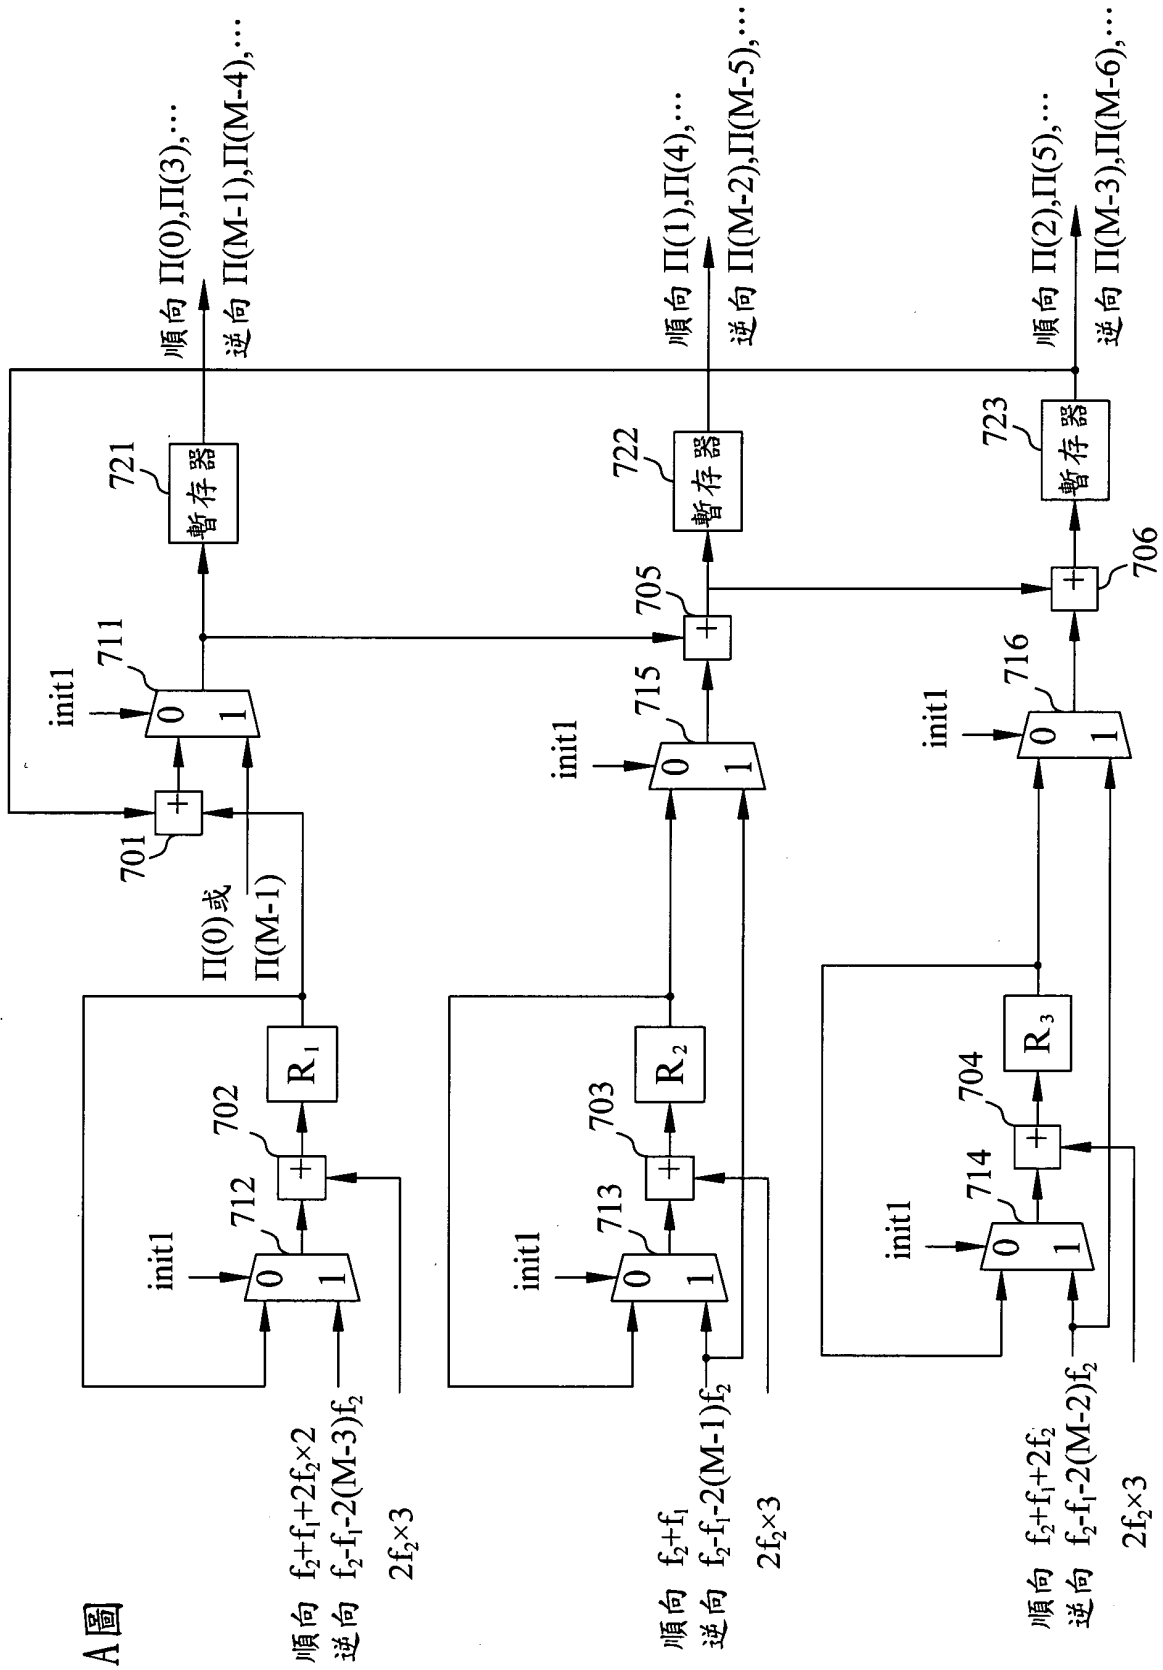 A圖
順向 f₂+f₁+2f₂×2
逆向 f₂-f₁-2(M-3)f₂
2f₂×3
init1
0
1
712
702
+
R₁
Π(0)或
Π(M-1)
701
+
init1
0
1
711
721
暫存器
順向 Π(0),Π(3),⋯
逆向 Π(M-1),Π(M-4),⋯
順向 f₂+f₁
逆向 f₂-f₁-2(M-1)f₂
2f₂×3
init1
0
1
713
703
+
R₂
init1
0
1
715
705
+
722
暫存器
順向 Π(1),Π(4),⋯
逆向 Π(M-2),Π(M-5),⋯
順向 f₂+f₁+2f₂
逆向 f₂-f₁-2(M-2)f₂
2f₂×3
init1
0
1
714
704
+
R₃
init1
0
1
716
706
+
723
暫存器
順向 Π(2),Π(5),⋯
逆向 Π(M-3),Π(M-6),⋯